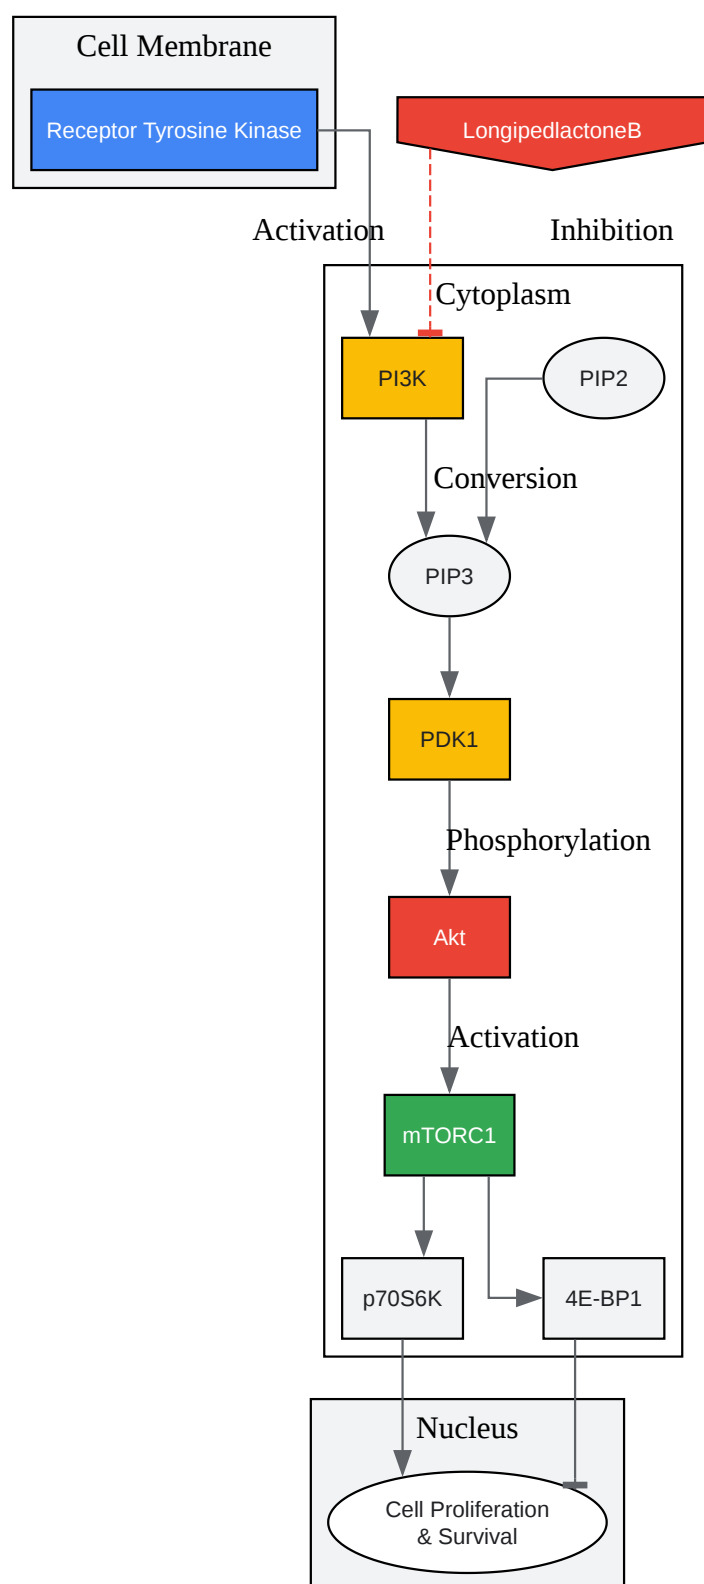 Cell Membrane
Receptor Tyrosine Kinase
LongipedlactoneB
Activation
Inhibition
Cytoplasm
PI3K
PIP2
Conversion
PIP3
PDK1
Phosphorylation
Akt
Activation
mTORC1
p70S6K
4E-BP1
Nucleus
Cell Proliferation
& Survival